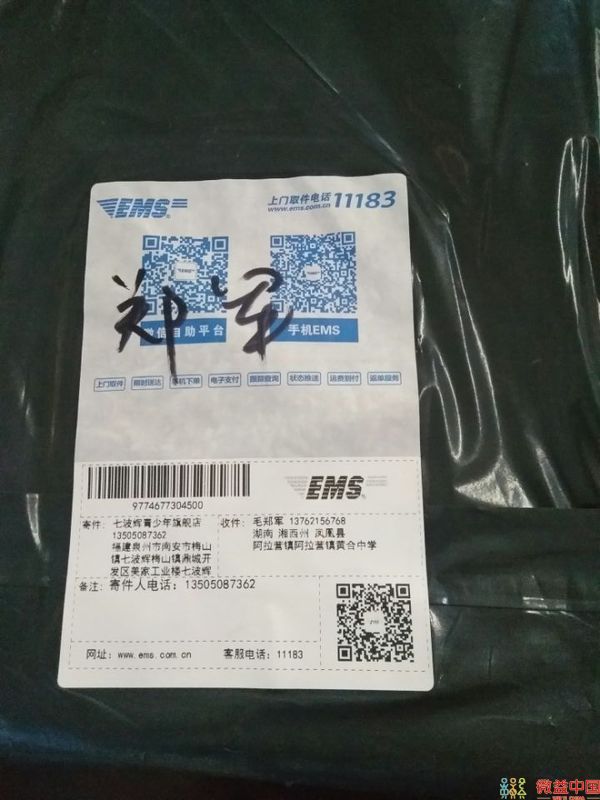 EMS
上门取件电话 11183
www.ems.com.cn
郑军
微信自助平台
手机EMS
上门取件 限时送达 手机下单 电子支付 跟踪查询 状态推送 运费到付 返单服务
9774677304500
EMS
寄件: 七波辉青少年旗舰店
13505087362
福建泉州市南安市梅山
镇七波辉梅山镇鼎城开
发区美家工业楼七波辉
收件: 毛郑军 13762156768
湖南 湘西州 凤凰县
阿拉营镇阿拉营镇黄合中学
备注: 寄件人电话: 13505087362
网址: www.ems.com.cn
客服电话: 11183
微益中国